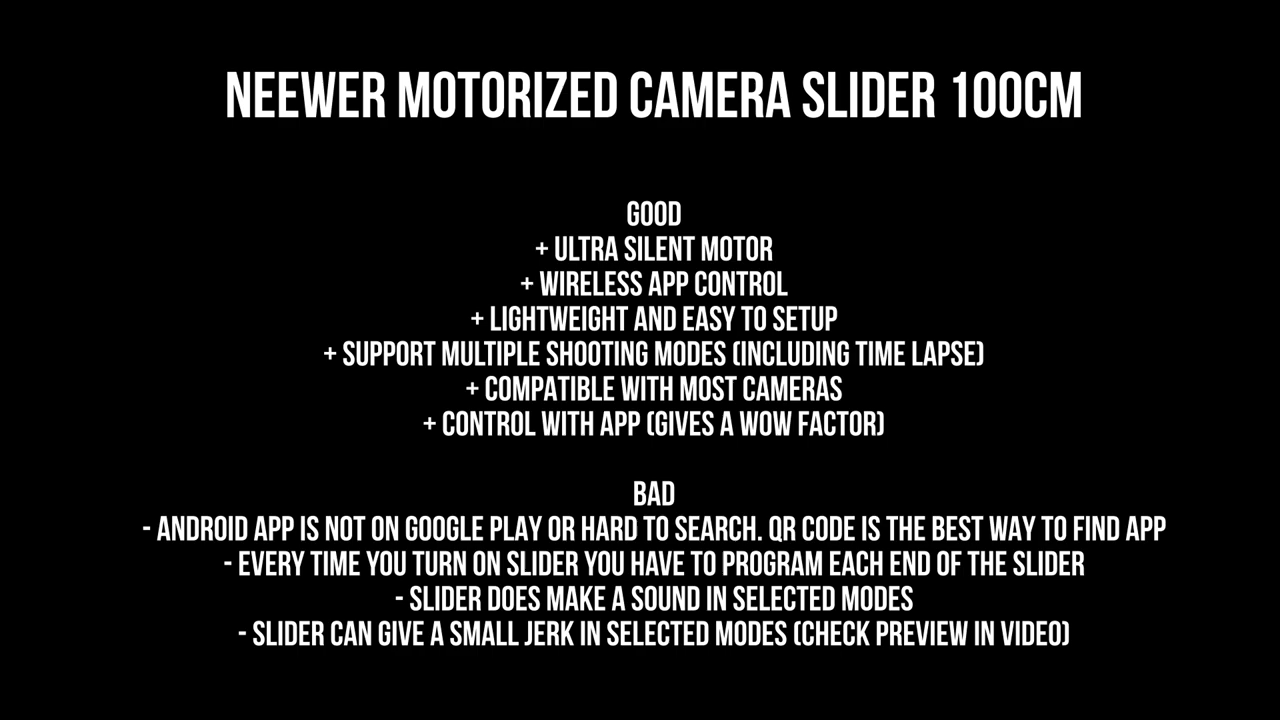 NEEWER MOTORIZED CAMERA SLIDER 100CM
GOOD
+ ULTRA SILENT MOTOR
+ WIRELESS APP CONTROL
+ LIGHTWEIGHT AND EASY TO SETUP
+ SUPPORT MULTIPLE SHOOTING MODES (INCLUDING TIME LAPSE)
+ COMPATIBLE WITH MOST CAMERAS
+ CONTROL WITH APP (GIVES A WOW FACTOR)
BAD
- ANDROID APP IS NOT ON GOOGLE PLAY OR HARD TO SEARCH. QR CODE IS THE BEST WAY TO FIND APP
- EVERY TIME YOU TURN ON SLIDER YOU HAVE TO PROGRAM EACH END OF THE SLIDER
- SLIDER DOES MAKE A SOUND IN SELECTED MODES
- SLIDER CAN GIVE A SMALL JERK IN SELECTED MODES (CHECK PREVIEW IN VIDEO)